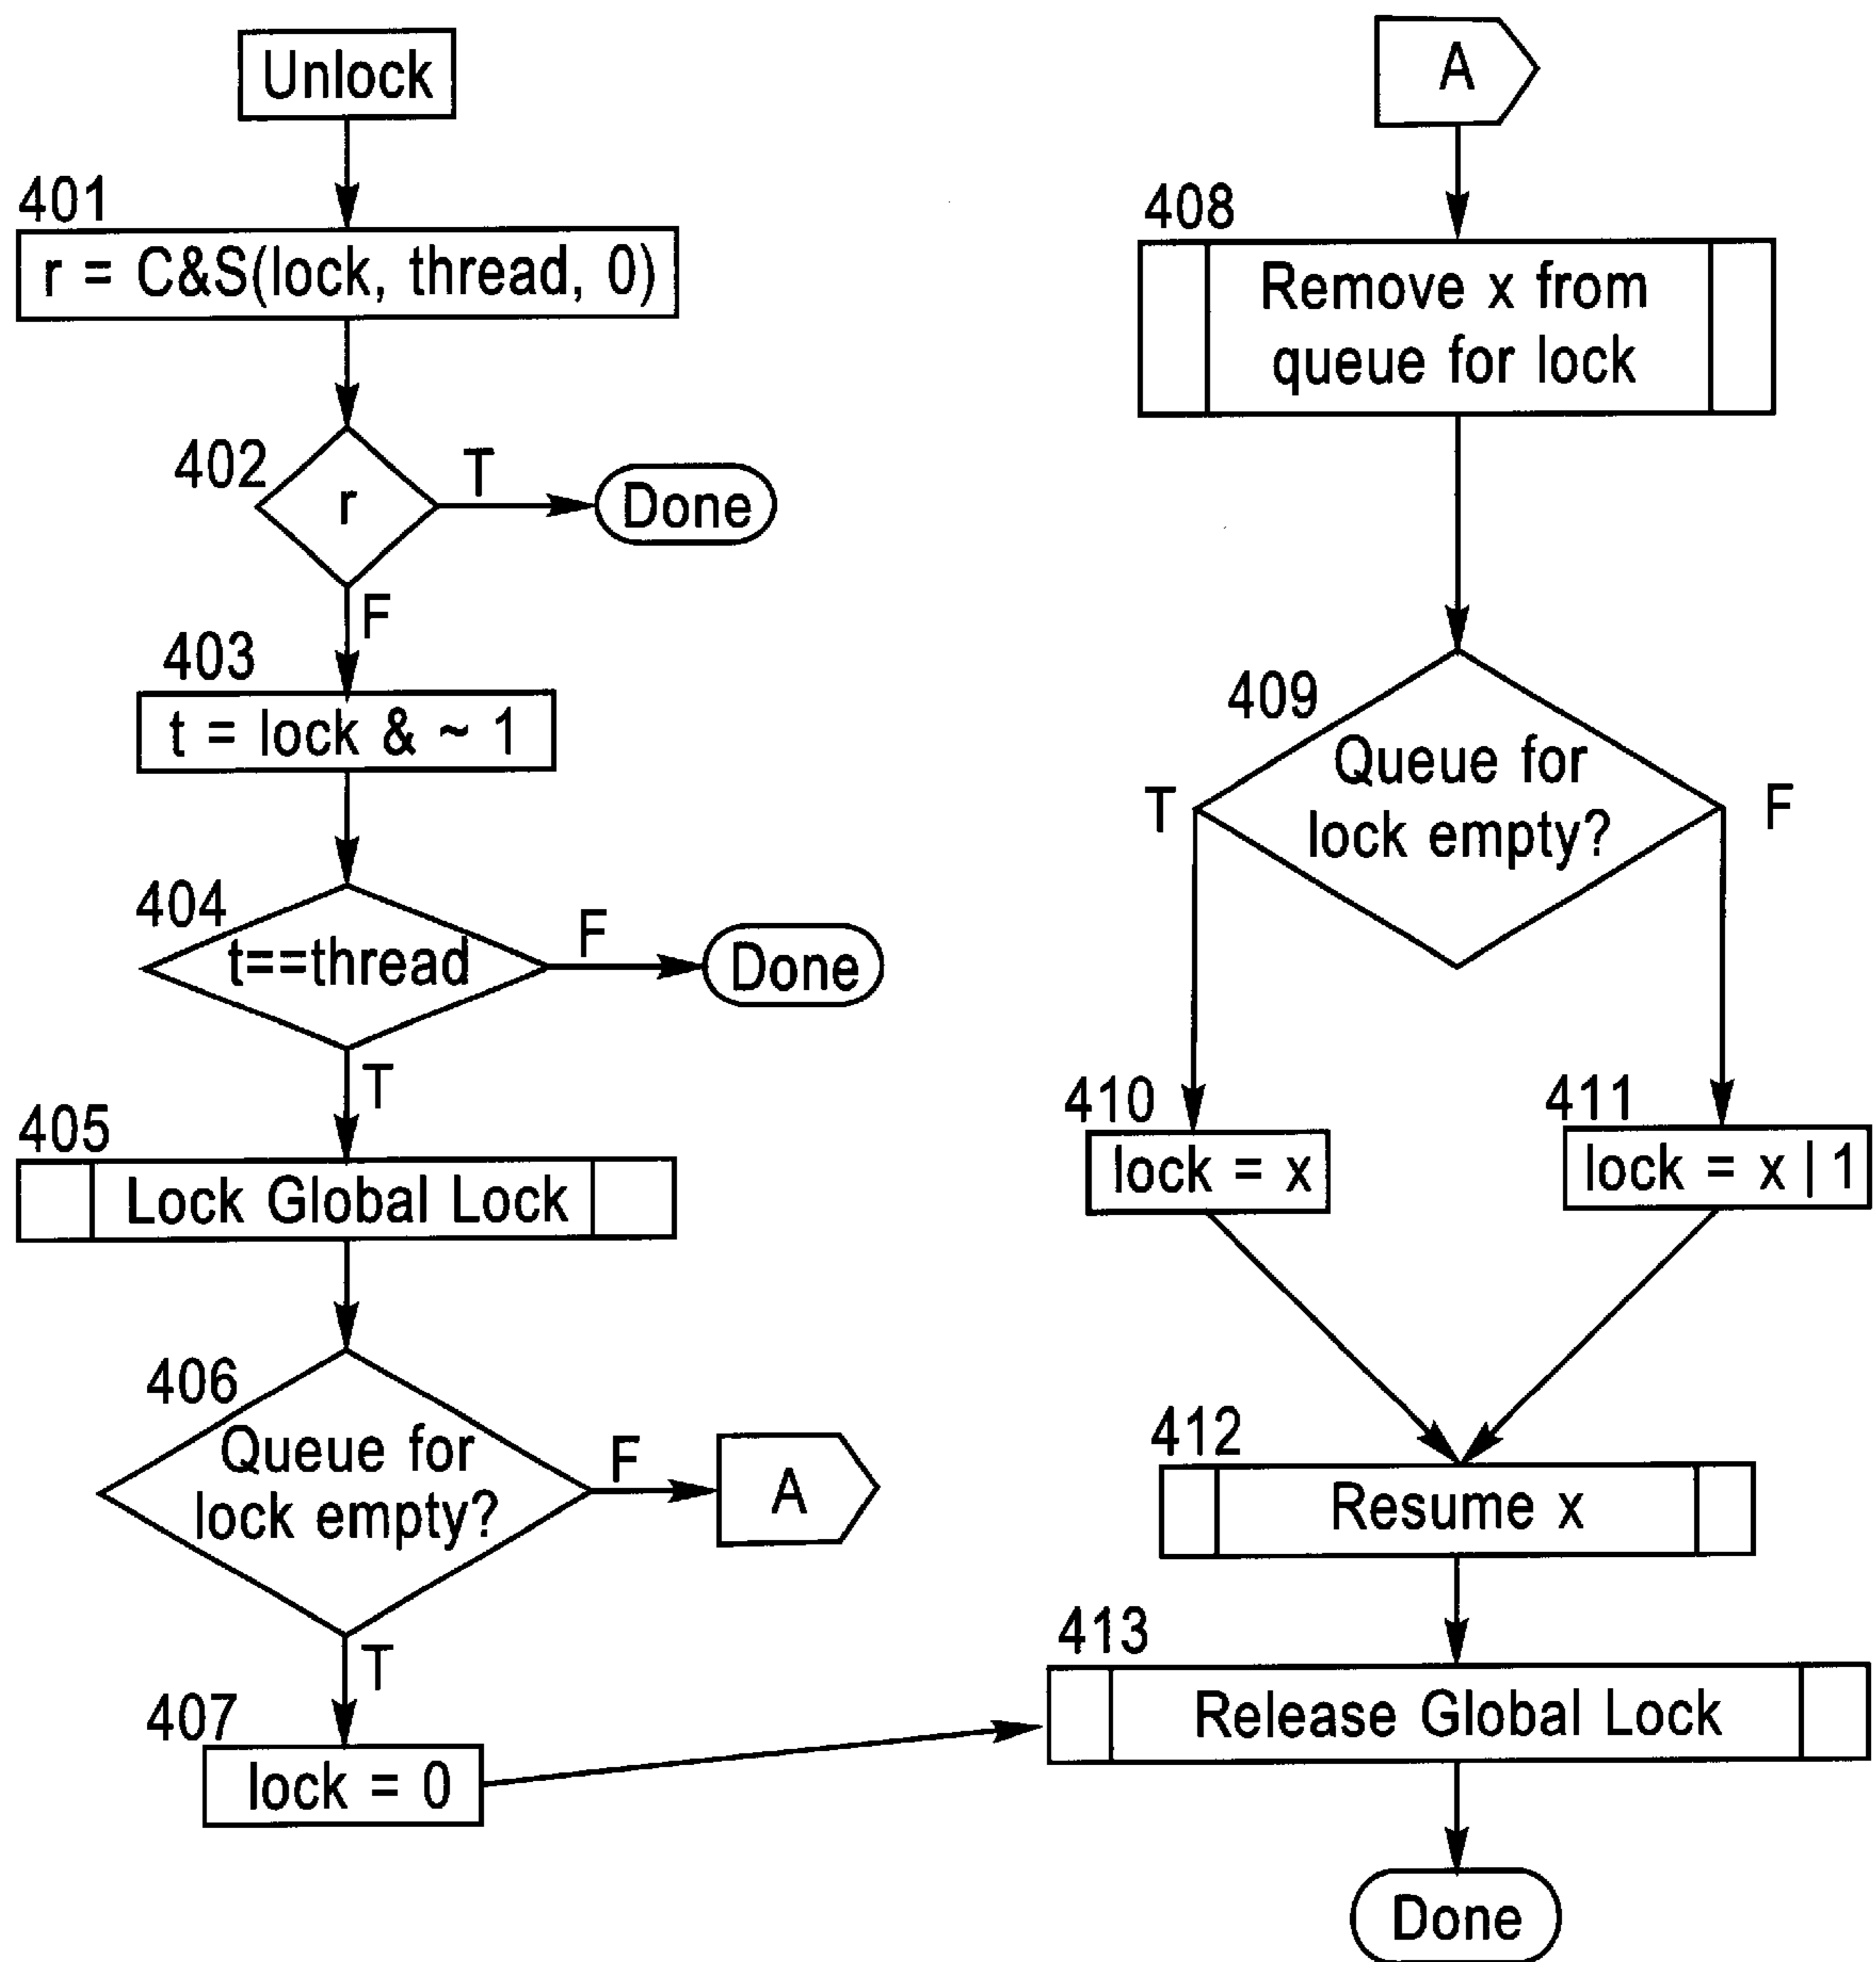 Unlock
401
r = C&S(lock, thread, 0)
402
r
T
Done
F
403
t = lock & ~ 1
404
t==thread
F
Done
T
405
Lock Global Lock
406
Queue for
lock empty?
F
A
T
407
lock = 0
A
408
Remove x from
queue for lock
409
Queue for
lock empty?
T
F
410
lock = x
411
lock = x | 1
412
Resume x
413
Release Global Lock
Done